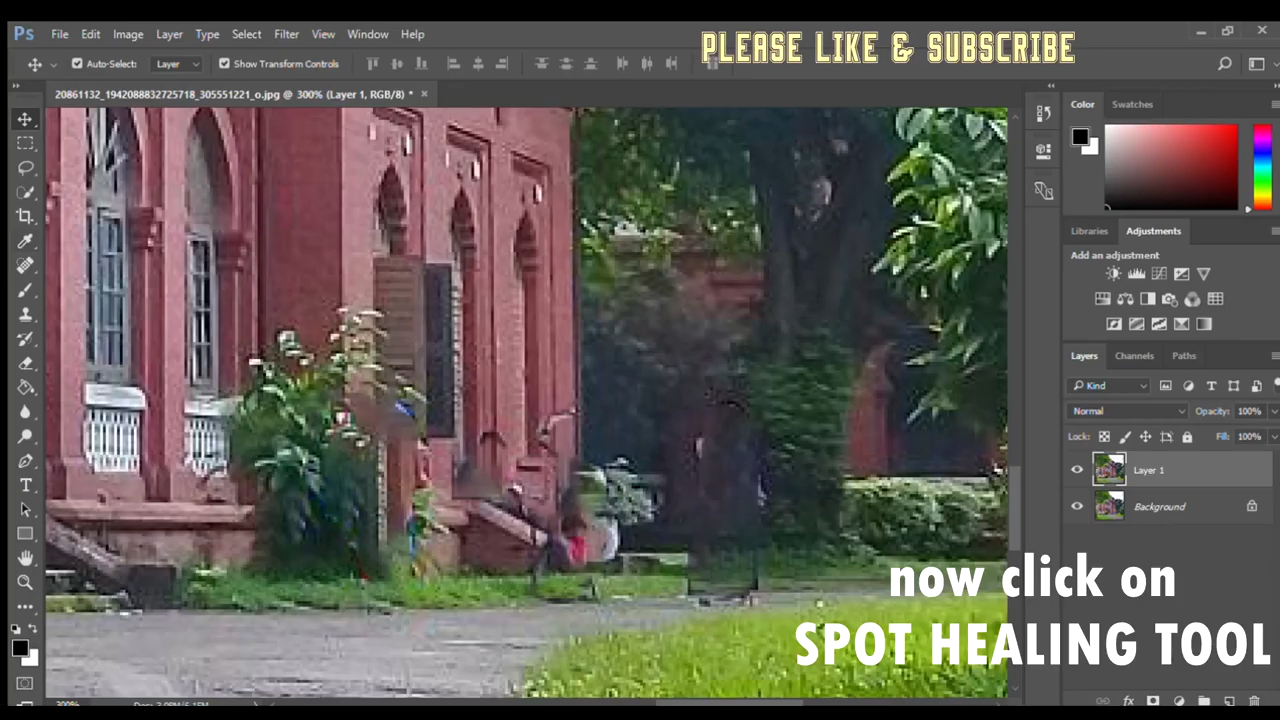 Ps File Edit Image Layer Type Select Filter View Window Help
PLEASE LIKE & SUBSCRIBE
Auto-Select: Layer Show Transform Controls
20861132_1942088832725718_305551221_o.jpg @ 300% (Layer 1, RGB/8) * ×
Color Swatches
Libraries Adjustments
Add an adjustment
Layers Channels Paths
Kind
Normal Opacity: 100%
Lock: Fill: 100%
Layer 1
Background
now click on
SPOT HEALING TOOL
fx